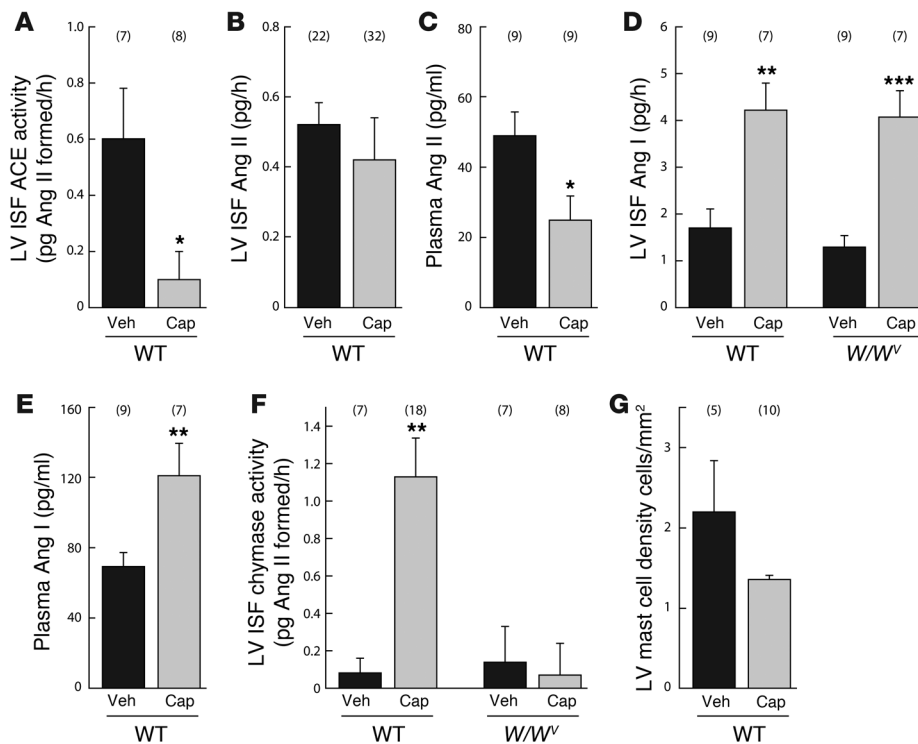 A
LV ISF ACE activity
(pg Ang II formed/h)
1.0
0.8
0.6
0.4
0.2
0
(7)
(8)
*
Veh
Cap
WT
B
LV ISF Ang II (pg/h)
0.8
0.6
0.4
0.2
0
(22)
(32)
Veh
Cap
WT
C
Plasma Ang II (pg/ml)
80
60
40
20
0
(9)
(9)
*
Veh
Cap
WT
D
LV ISF Ang I (pg/h)
6
5
4
3
2
1
0
(9)
(7)
(9)
(7)
**
***
Veh
Cap
Veh
Cap
WT
W/Wv
E
Plasma Ang I (pg/ml)
160
120
80
40
0
(9)
(7)
**
Veh
Cap
WT
F
LV ISF chymase activity
(pg Ang II formed/h)
1.4
1.2
1.0
0.8
0.6
0.4
0.2
0
(7)
(18)
(7)
(8)
**
Veh
Cap
Veh
Cap
WT
W/Wv
G
LV mast cell density cells/mm2
3
2
1
0
(5)
(10)
Veh
Cap
WT